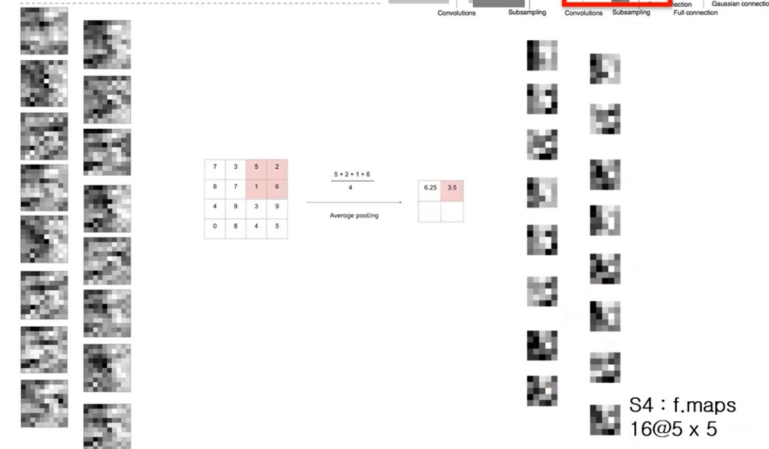 Convolutions Subsampling Convolutions Subsampling Full connection
Gaussian connectio
7 3 5 2
8 7 1 6
4 9 3 9
0 8 4 5
5 + 2 + 1 + 6
4
Average pooling
6.25 3.5
S4 : f.maps
16@5 x 5